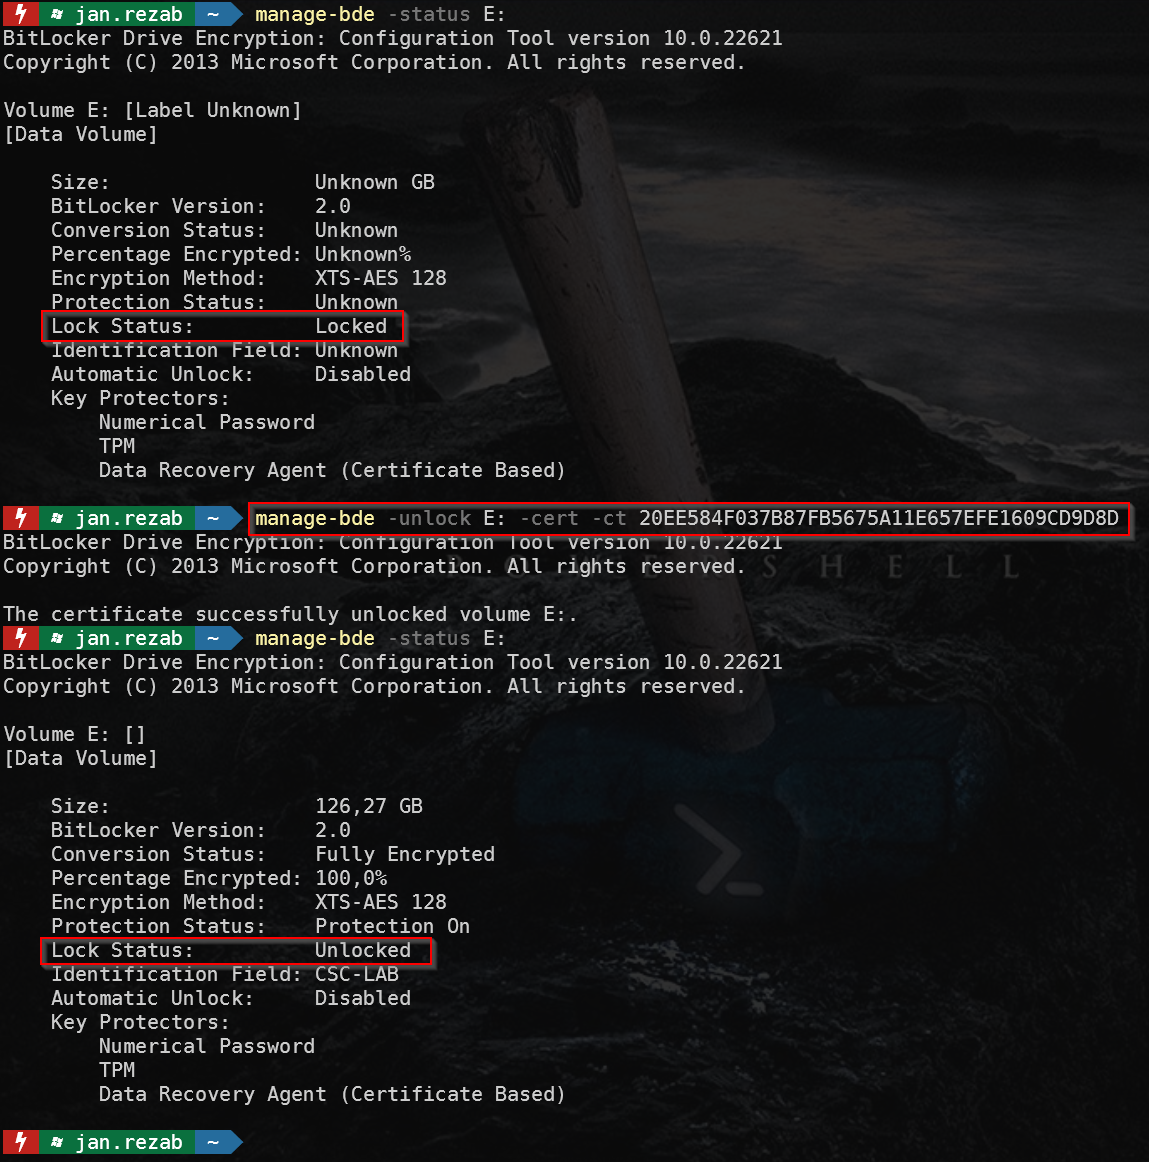 jan.rezab ~ manage-bde -status E:
BitLocker Drive Encryption: Configuration Tool version 10.0.22621
Copyright (C) 2013 Microsoft Corporation. All rights reserved.
Volume E: [Label Unknown]
[Data Volume]
Size: Unknown GB
BitLocker Version: 2.0
Conversion Status: Unknown
Percentage Encrypted: Unknown%
Encryption Method: XTS-AES 128
Protection Status: Unknown
Lock Status: Locked
Identification Field: Unknown
Automatic Unlock: Disabled
Key Protectors:
Numerical Password
TPM
Data Recovery Agent (Certificate Based)
jan.rezab ~ manage-bde -unlock E: -cert -ct 20EE584F037B87FB5675A11E657EFE1609CD9D8D
BitLocker Drive Encryption: Configuration Tool version 10.0.22621
Copyright (C) 2013 Microsoft Corporation. All rights reserved.
POWERSHELL
The certificate successfully unlocked volume E:.
jan.rezab ~ manage-bde -status E:
BitLocker Drive Encryption: Configuration Tool version 10.0.22621
Copyright (C) 2013 Microsoft Corporation. All rights reserved.
Volume E: []
[Data Volume]
Size: 126,27 GB
BitLocker Version: 2.0
Conversion Status: Fully Encrypted
Percentage Encrypted: 100,0%
Encryption Method: XTS-AES 128
Protection Status: Protection On
Lock Status: Unlocked
Identification Field: CSC-LAB
Automatic Unlock: Disabled
Key Protectors:
Numerical Password
TPM
Data Recovery Agent (Certificate Based)
jan.rezab ~